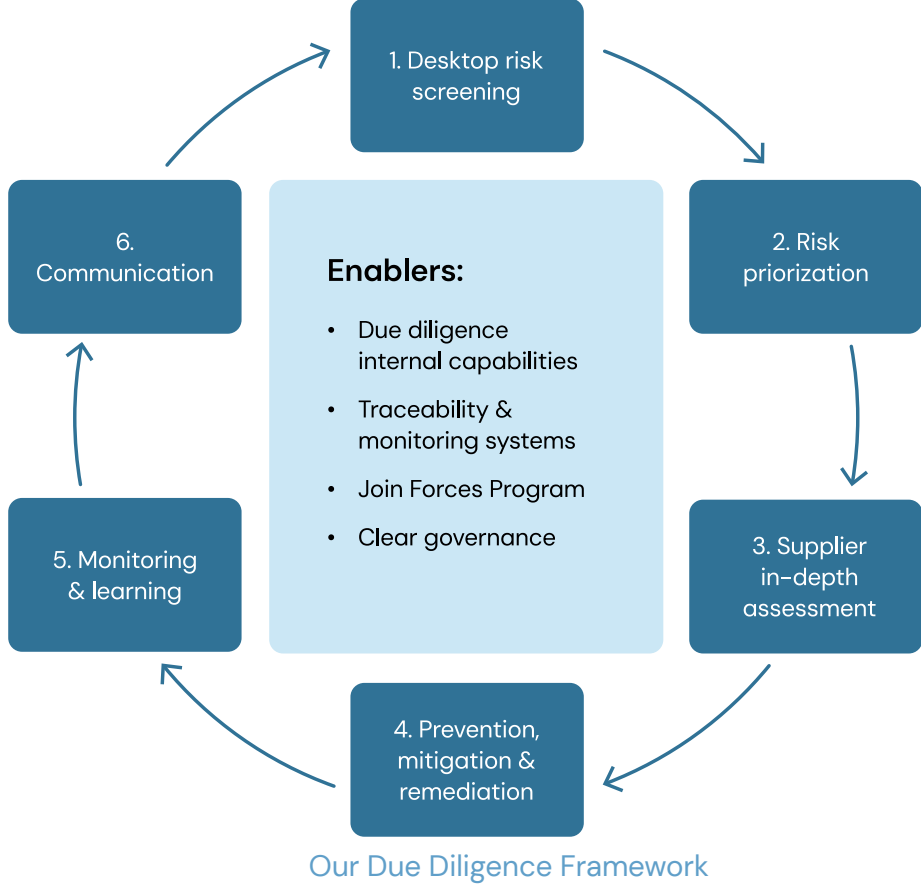 1. Desktop risk
screening
2. Risk
priorization
3. Supplier
in-depth
assessment
4. Prevention,
mitigation &
remediation
5. Monitoring
& learning
6.
Communication
Enablers:
• Due diligence
internal capabilities
• Traceability &
monitoring systems
• Join Forces Program
• Clear governance
Our Due Diligence Framework